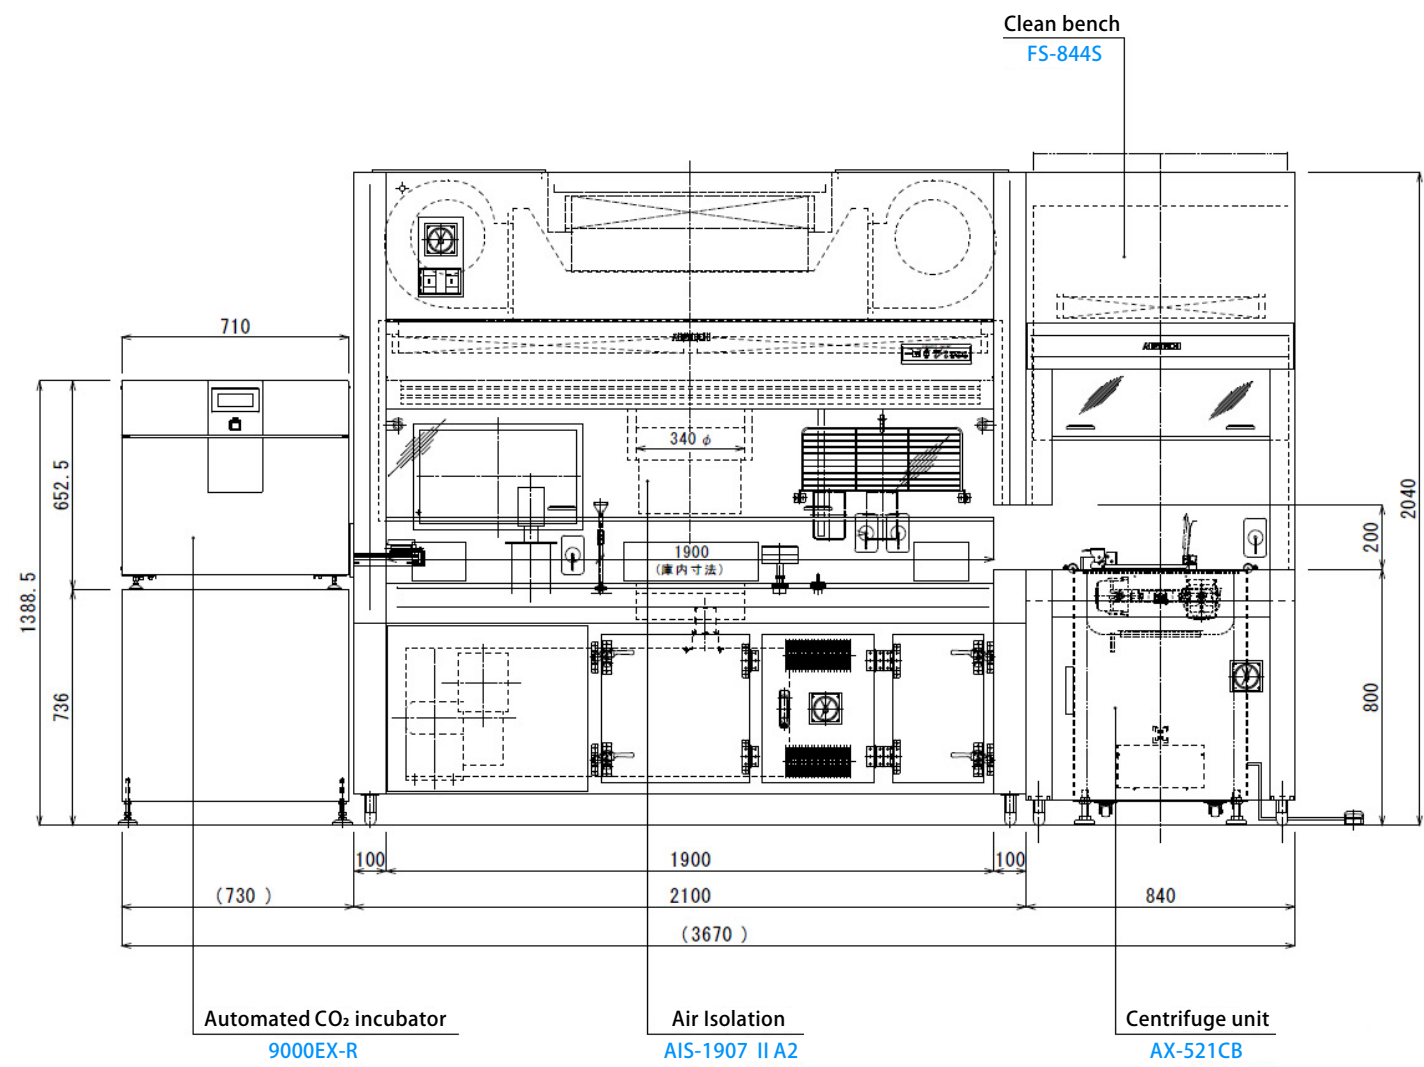 Clean bench
FS-844S
710
340 φ
652.5
2040
200
1900
(庫内寸法)
1388.5
736
800
100
1900
100
(730 )
2100
840
(3670 )
Automated CO₂ incubator
9000EX-R
Air Isolation
AIS-1907 II A2
Centrifuge unit
AX-521CB